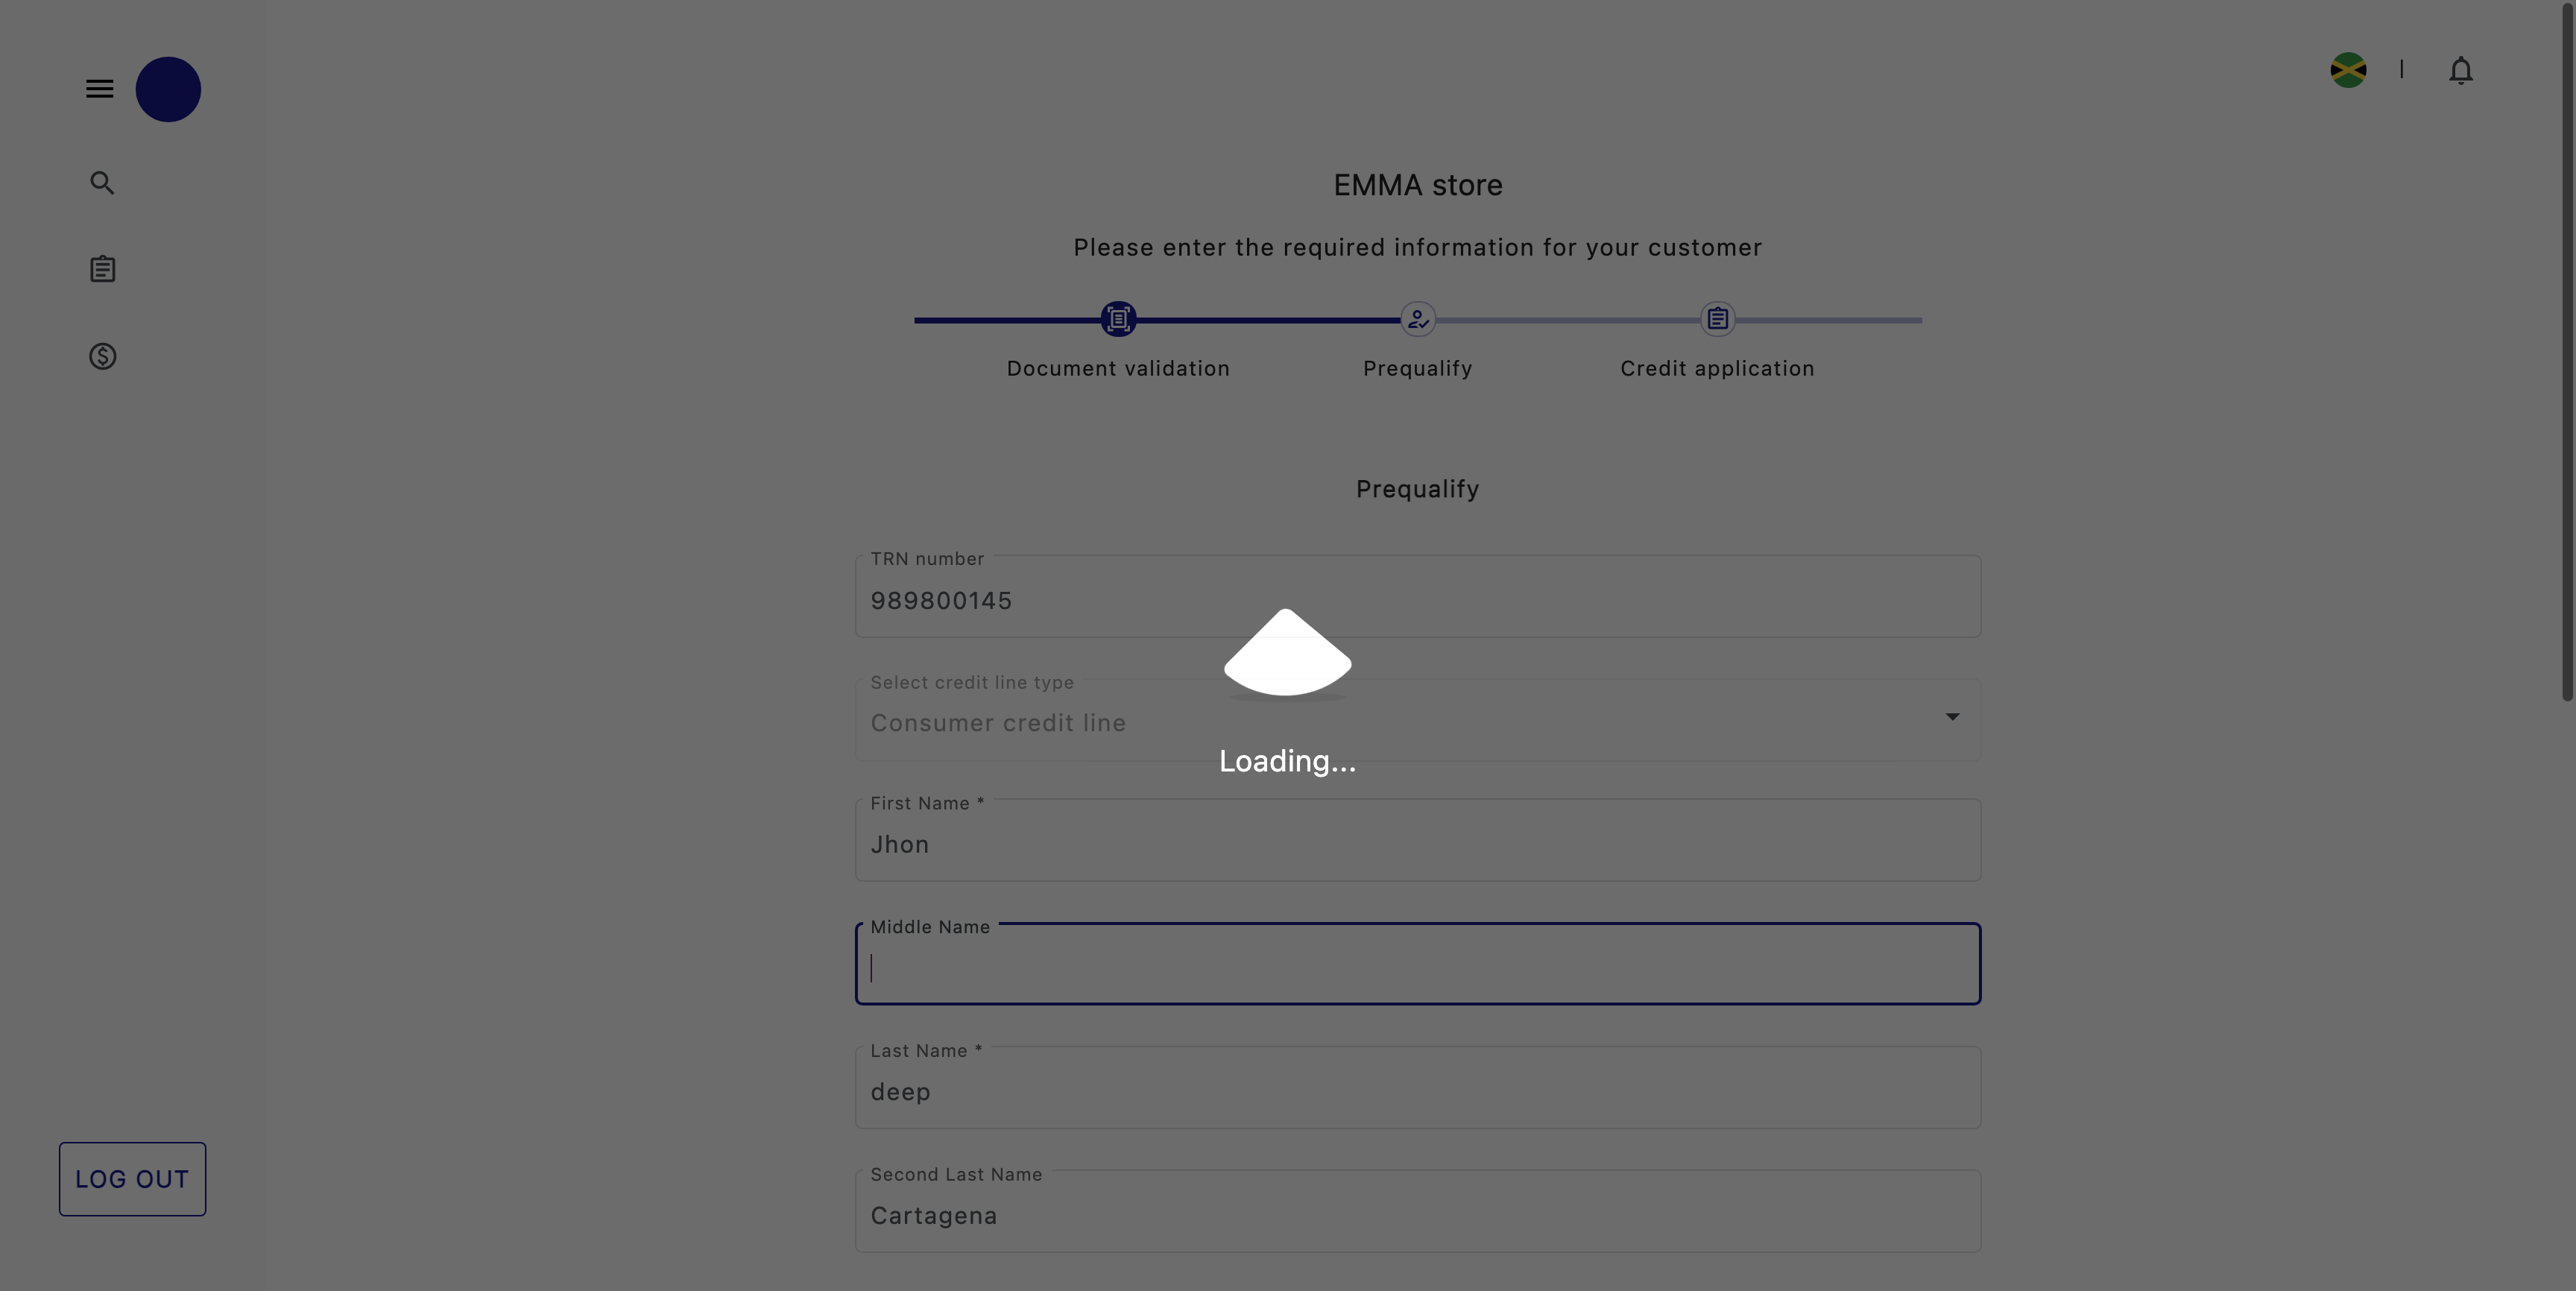 EMMA store
Please enter the required information for your customer
Document validation
Prequalify
Credit application
Prequalify
TRN number
989800145
Select credit line type
Consumer credit line
Loading...
First Name *
Jhon
Middle Name
Last Name *
deep
Second Last Name
Cartagena
LOG OUT